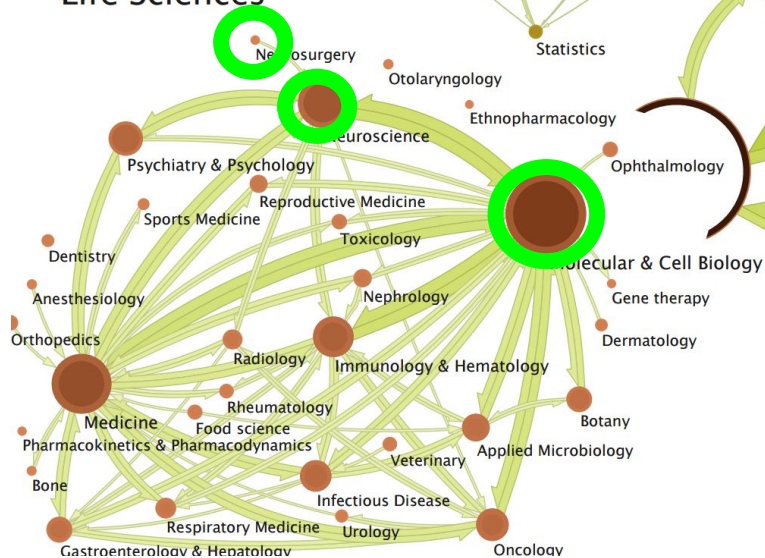 Life Sciences
Neurosurgery
Statistics
Otolaryngology
Ethnopharmacology
Neuroscience
Psychiatry & Psychology
Ophthalmology
Reproductive Medicine
Sports Medicine
Toxicology
Dentistry
Molecular & Cell Biology
Anesthesiology
Nephrology
Gene therapy
Orthopedics
Dermatology
Radiology
Immunology & Hematology
Rheumatology
Medicine
Food science
Botany
Pharmacokinetics & Pharmacodynamics
Applied Microbiology
Veterinary
Bone
Infectious Disease
Respiratory Medicine
Urology
Gastroenterology & Hepatology
Oncology